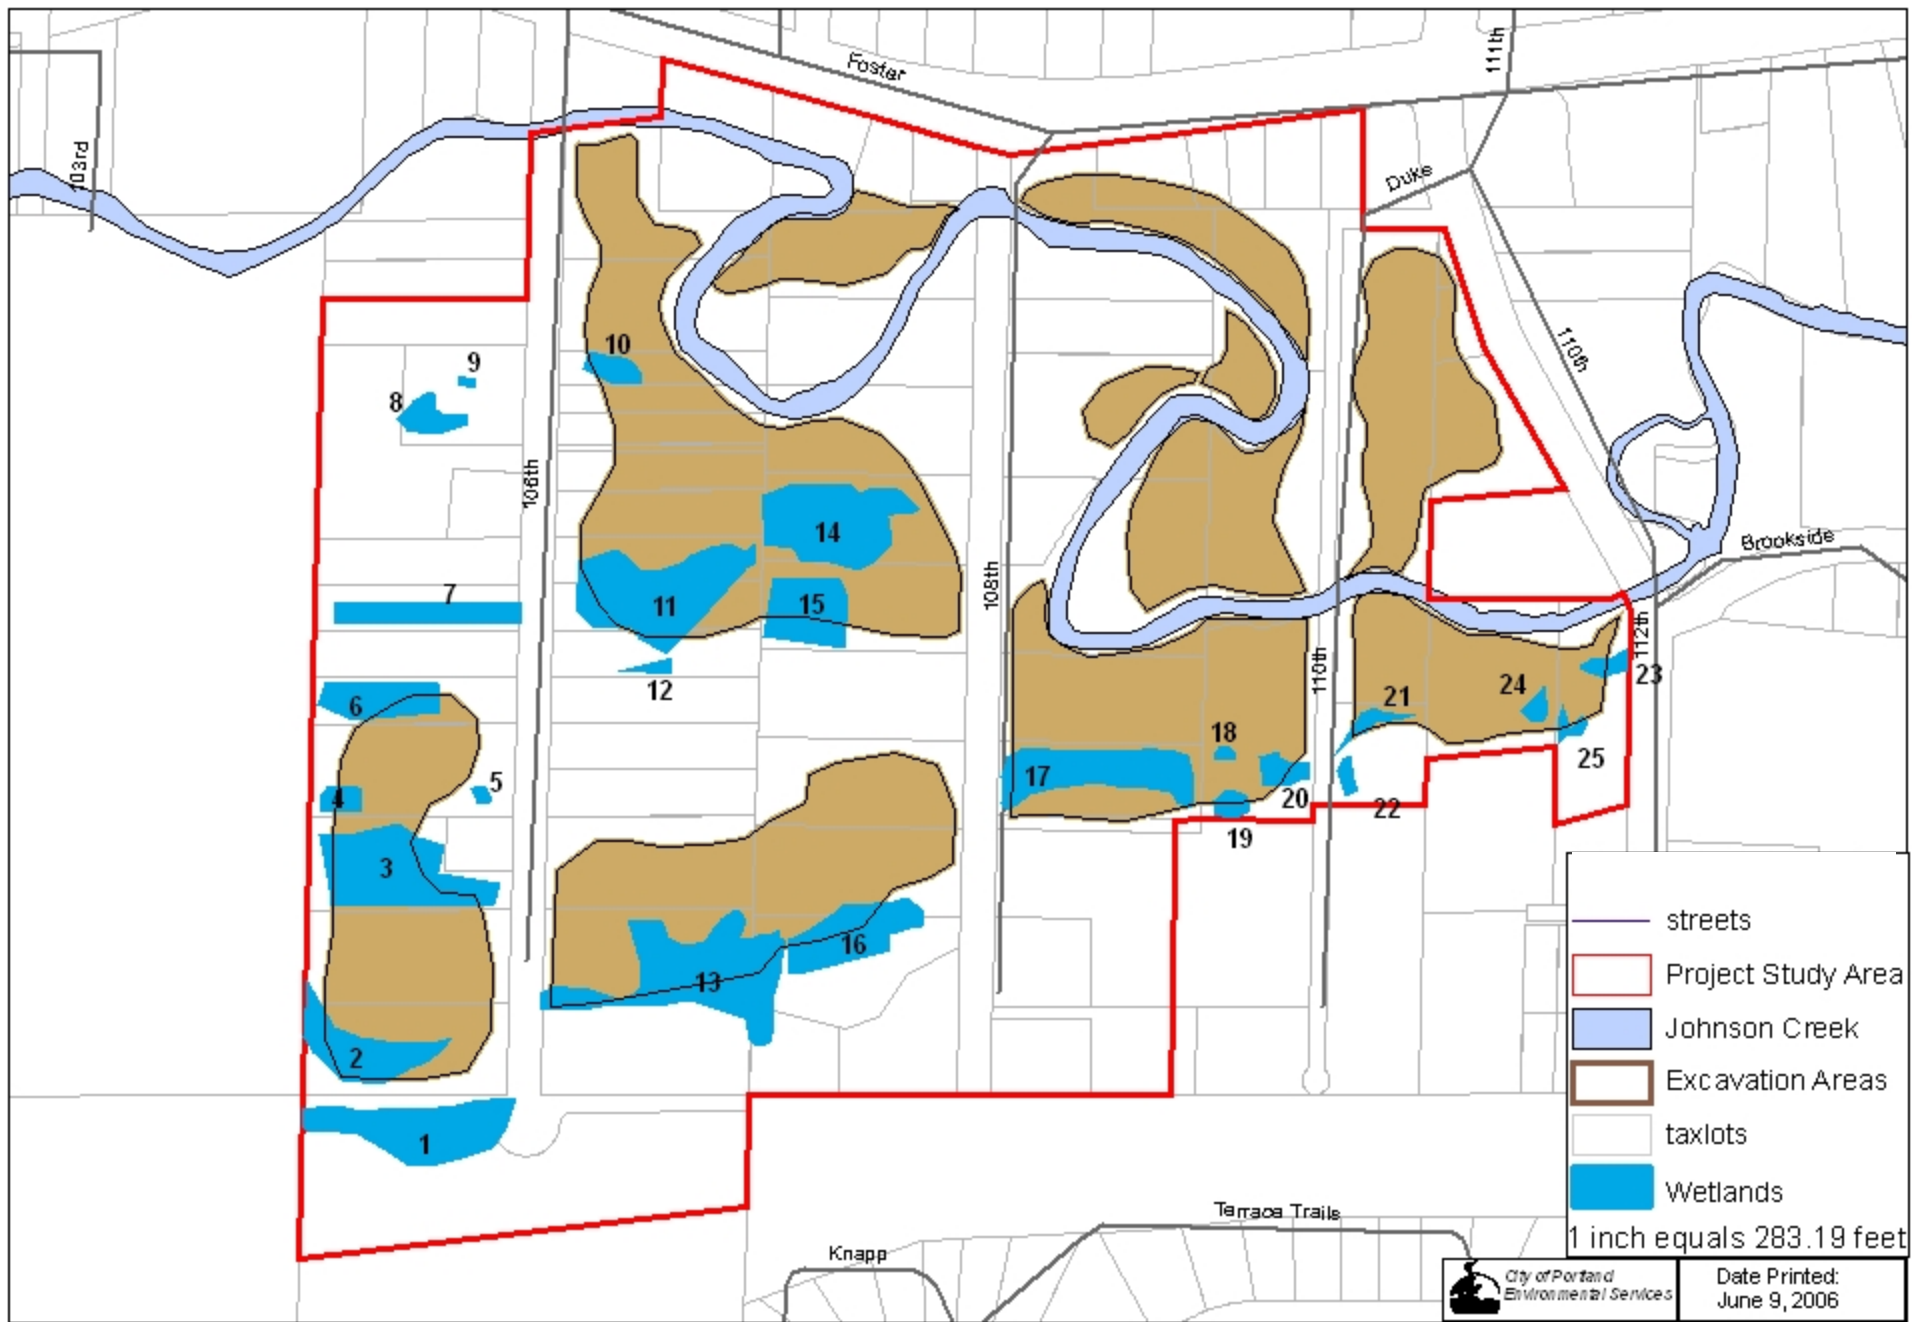 Foster
111th
103rd
Duke
110th
10
9
8
106th
14
Brookside
7
11
15
108th
112th
12
110th
23
6
21
24
18
5
4
17
25
20
22
3
19
streets
16
13
Project Study Area
Johnson Creek
2
Excavation Areas
1
taxlots
Wetlands
Terrace Trails
1 inch equals 283.19 feet
Knapp
City of Portland
Environmental Services
Date Printed:
June 9, 2006